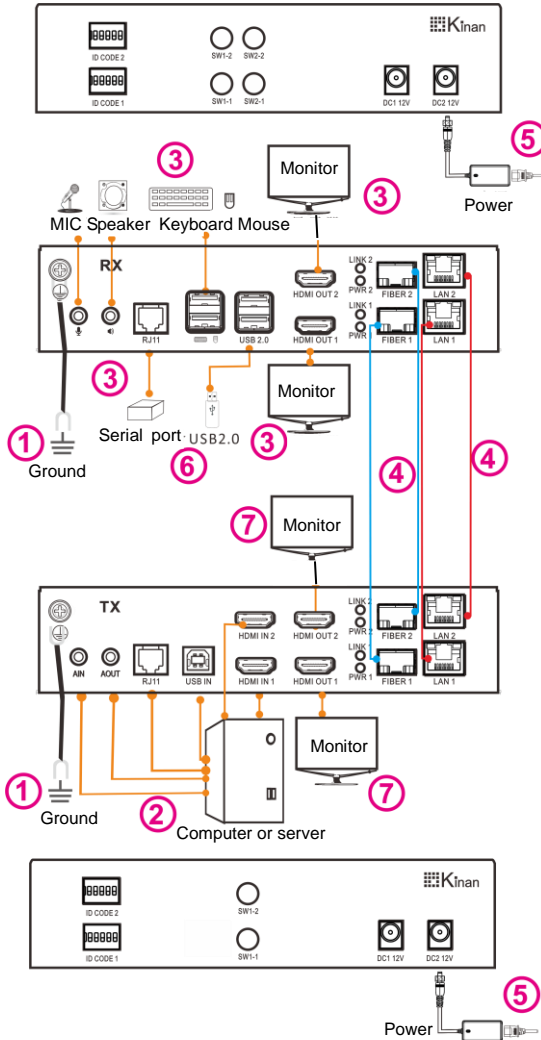 Kinan
ID CODE 2
SW1-2 SW2-2
ID CODE 1
SW1-1 SW2-1
DC1 12V DC2 12V
5
Power
3
Monitor
3
MIC Speaker Keyboard Mouse
RX
LINK 2
PWR 2
HDMI OUT 2
FIBER 2
LAN 2
LINK 1
PWR
RJ11
USB 2.0
HDMI OUT 1
FIBER 1
LAN 1
3
Monitor
Serial port
USB2.0
3
6
1
Ground
4
4
7
Monitor
TX
LINK 2
PWR 2
HDMI IN 2
HDMI OUT 2
FIBER 2
LAN 2
LINK 1
PWR 1
AIN
AOUT
RJ11
USB IN
HDMI IN 1
HDMI OUT 1
FIBER 1
LAN 1
Monitor
1
Ground
2
Computer or server
7
Kinan
ID CODE 2
SW1-2
ID CODE 1
SW1-1
DC1 12V DC2 12V
5
Power